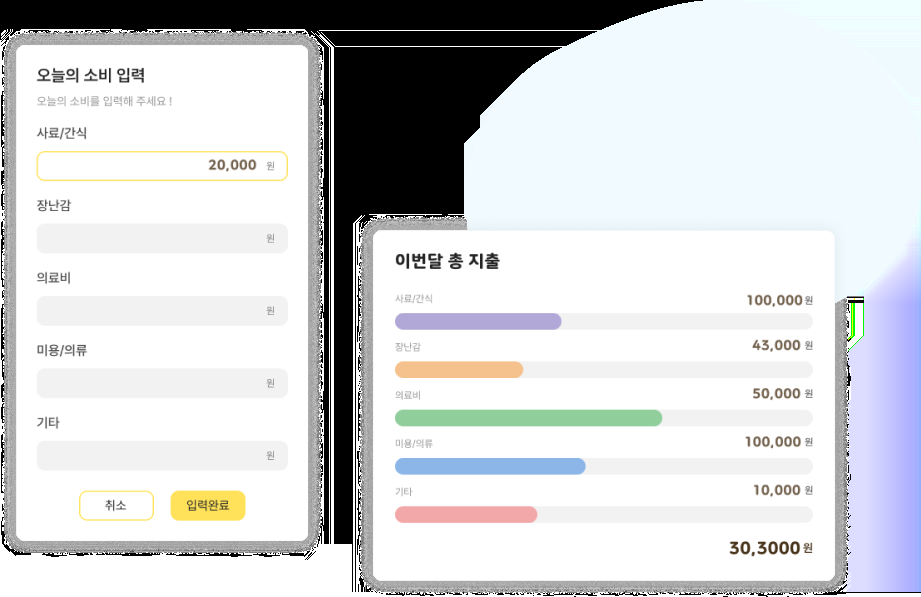 오늘의 소비 입력
오늘의 소비를 입력해 주세요 !
사료/간식
20,000 원
장난감
원
의료비
원
미용/의류
원
기타
원
취소 입력완료
이번달 총 지출
사료/간식 100,000 원
장난감 43,000 원
의료비 50,000 원
미용/의류 100,000 원
기타 10,000 원
30,3000 원